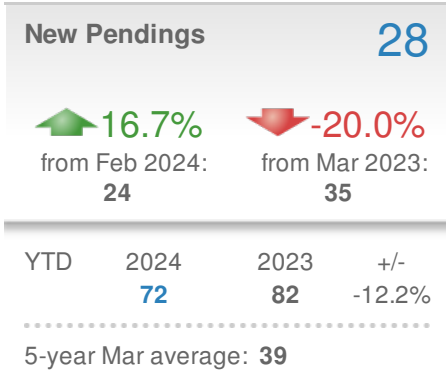 New Pendings 28
16.7% -20.0%
from Feb 2024: from Mar 2023:
24 35
YTD 2024 2023 +/-
72 82 -12.2%
5-year Mar average: 39